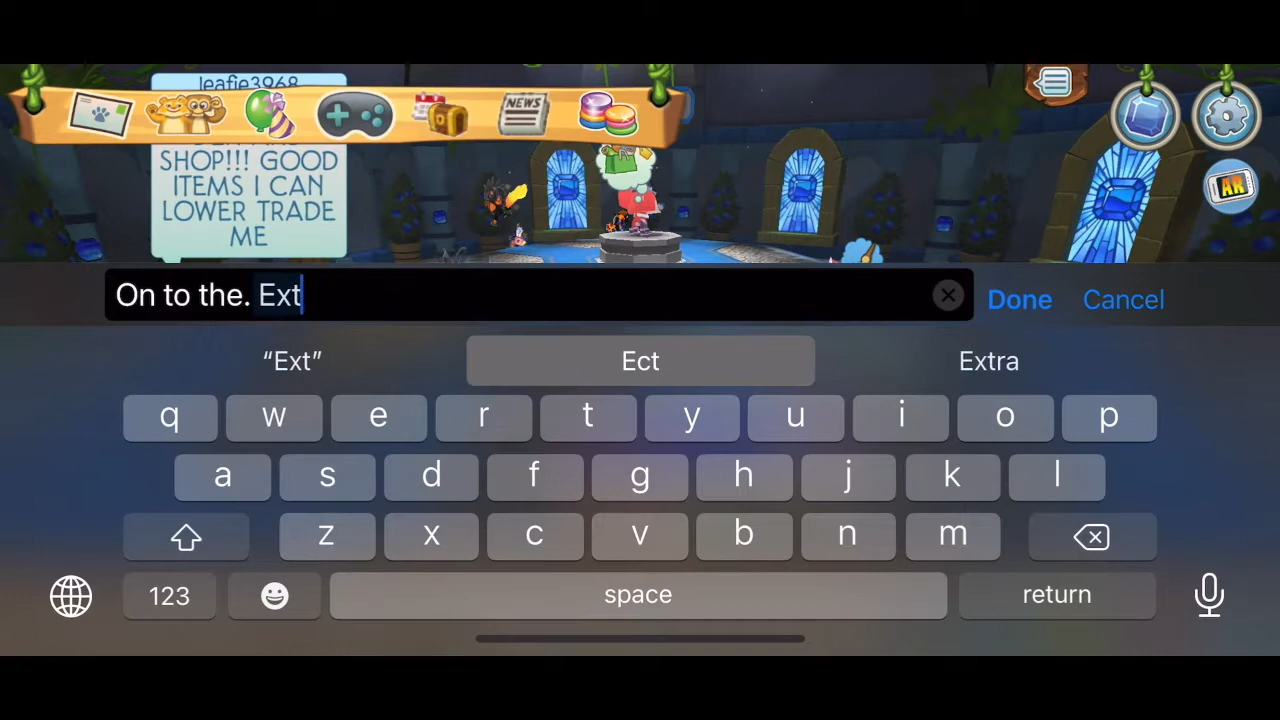 leafie3968
NEWS
SHOP!!! GOOD
ITEMS I CAN
LOWER TRADE
ME
AR
On to the. Ext
Done
Cancel
“Ext”
Ect
Extra
q w e r t y u i o p
a s d f g h j k l
z x c v b n m
123
space
return